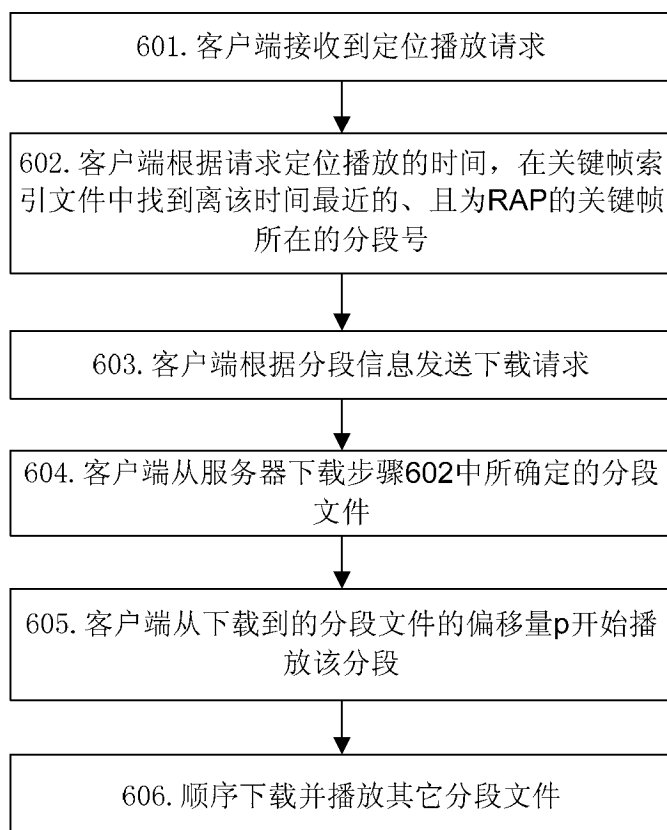 601.客户端接收到定位播放请求
602.客户端根据请求定位播放的时间，在关键帧索
引文件中找到离该时间最近的、且为RAP的关键帧
所在的分段号
603.客户端根据分段信息发送下载请求
604.客户端从服务器下载步骤602中所确定的分段
文件
605.客户端从下载到的分段文件的偏移量p开始播
放该分段
606.顺序下载并播放其它分段文件